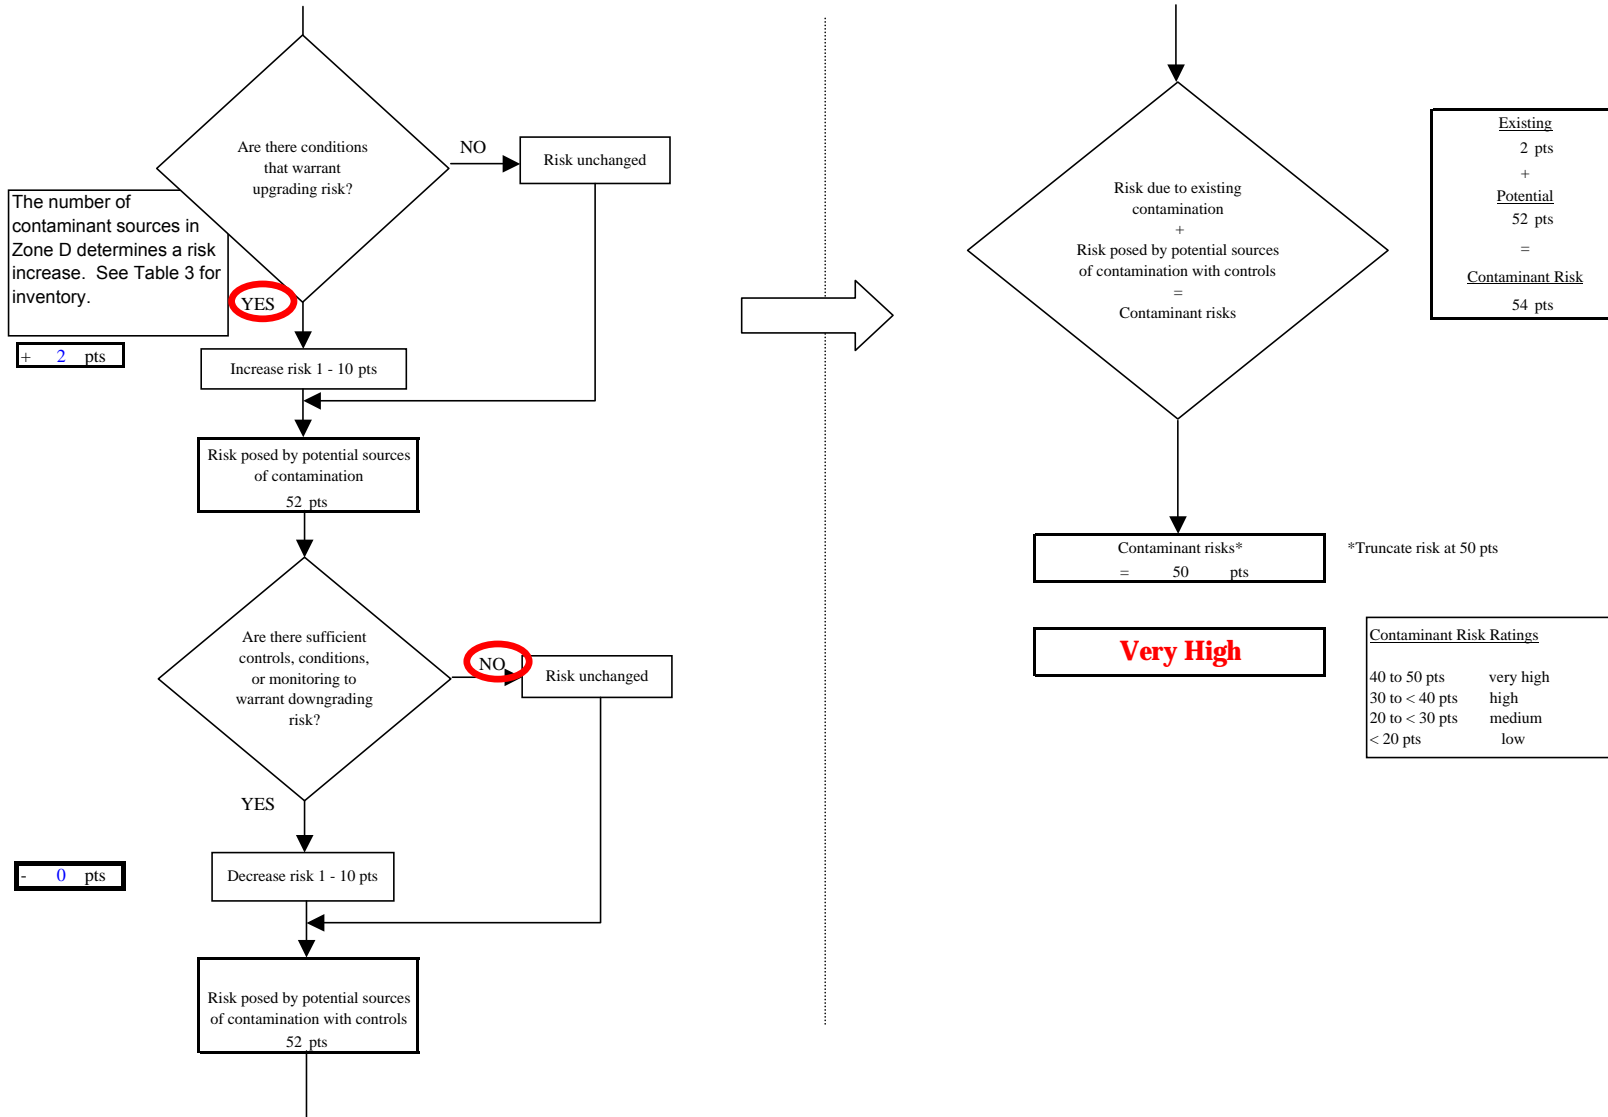 Are there conditions
that warrant
upgrading risk?
NO
Risk unchanged
The number of
contaminant sources in
Zone D determines a risk
increase.  See Table 3 for
inventory.
YES
+ 2 pts
Increase risk 1 - 10 pts
Risk posed by potential sources
of contamination
52 pts
Are there sufficient
controls, conditions,
or monitoring to
warrant downgrading
risk?
NO
Risk unchanged
YES
- 0 pts
Decrease risk 1 - 10 pts
Risk posed by potential sources
of contamination with controls
52 pts
Risk due to existing
contamination
+
Risk posed by potential sources
of contamination with controls
=
Contaminant risks
Existing
2 pts
+
Potential
52 pts
=
Contaminant Risk
54 pts
Contaminant risks*
= 50 pts
*Truncate risk at 50 pts
Very High
Contaminant Risk Ratings
40 to 50 pts very high
30 to < 40 pts high
20 to < 30 pts medium
< 20 pts low